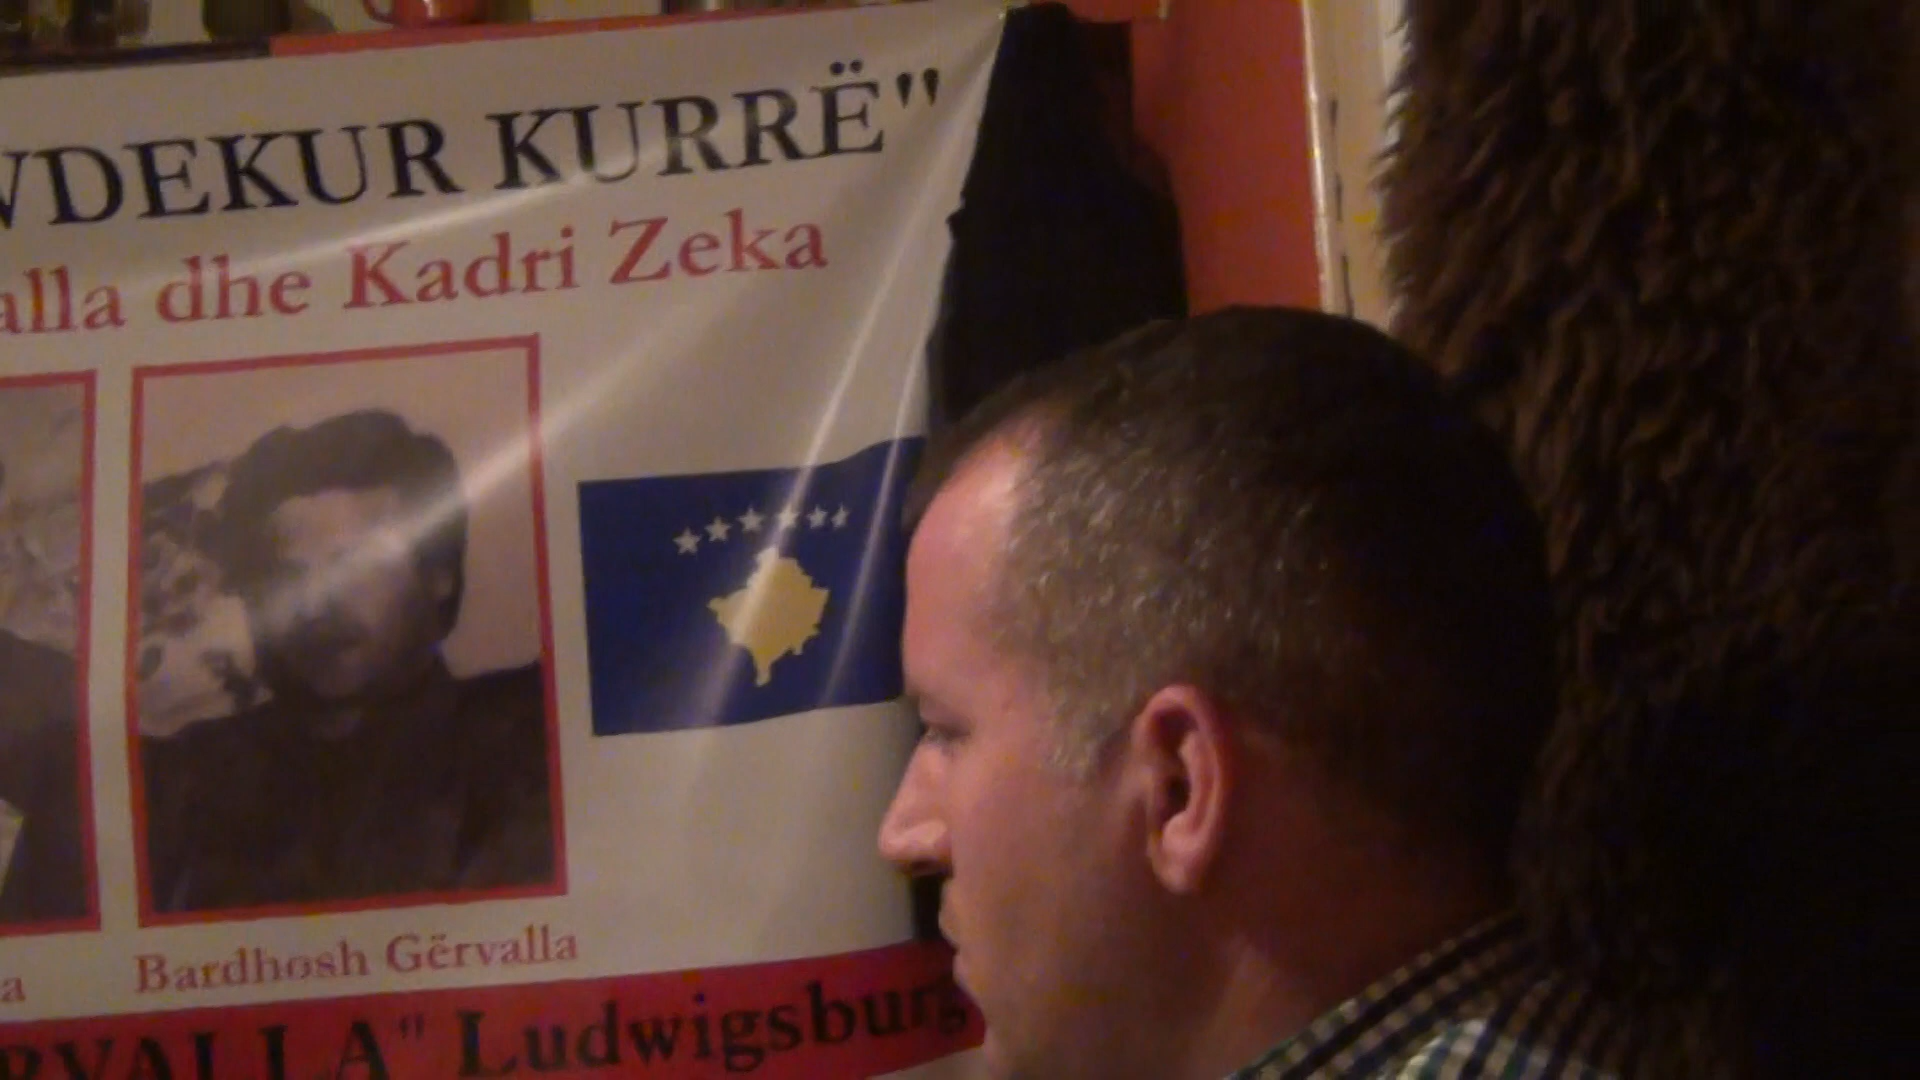 VDEKUR KURRË"
alla dhe Kadri Zeka
a
Bardhosh Gërvalla
RVALLA" Ludwigsburg